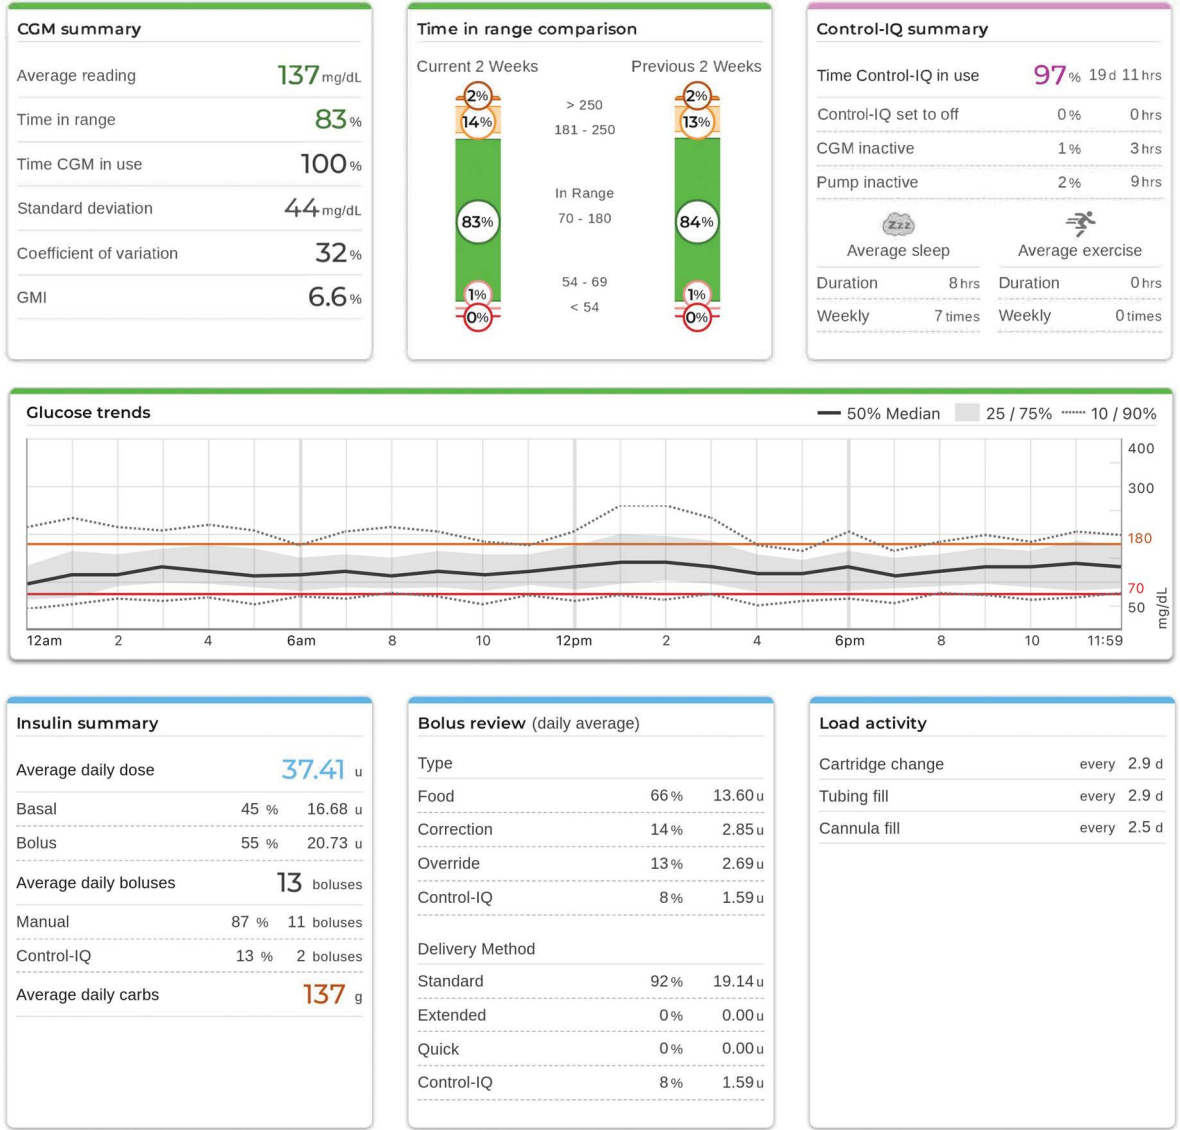 CGM summary
Average reading 137 mg/dL
Time in range 83 %
Time CGM in use 100 %
Standard deviation 44 mg/dL
Coefficient of variation 32 %
GMI 6.6 %
Time in range comparison
Current 2 Weeks Previous 2 Weeks
2% > 250 2%
14% 181 - 250 13%
In Range
83% 70 - 180 84%
1% 54 - 69 1%
0% < 54 0%
Control-IQ summary
Time Control-IQ in use 97 % 19 d 11 hrs
Control-IQ set to off 0 % 0 hrs
CGM inactive 1 % 3 hrs
Pump inactive 2 % 9 hrs
Zzz
Average sleep Average exercise
Duration 8 hrs Duration 0 hrs
Weekly 7 times Weekly 0 times
Glucose trends 50% Median 25 / 75% 10 / 90%
400
300
180
70
50
mg/dL
12am 2 4 6am 8 10 12pm 2 4 6pm 8 10 11:59
Insulin summary
Average daily dose 37.41 u
Basal 45 % 16.68 u
Bolus 55 % 20.73 u
Average daily boluses 13 boluses
Manual 87 % 11 boluses
Control-IQ 13 % 2 boluses
Average daily carbs 137 g
Bolus review (daily average)
Type
Food 66 % 13.60 u
Correction 14 % 2.85 u
Override 13 % 2.69 u
Control-IQ 8 % 1.59 u
Delivery Method
Standard 92 % 19.14 u
Extended 0 % 0.00 u
Quick 0 % 0.00 u
Control-IQ 8 % 1.59 u
Load activity
Cartridge change every 2.9 d
Tubing fill every 2.9 d
Cannula fill every 2.5 d